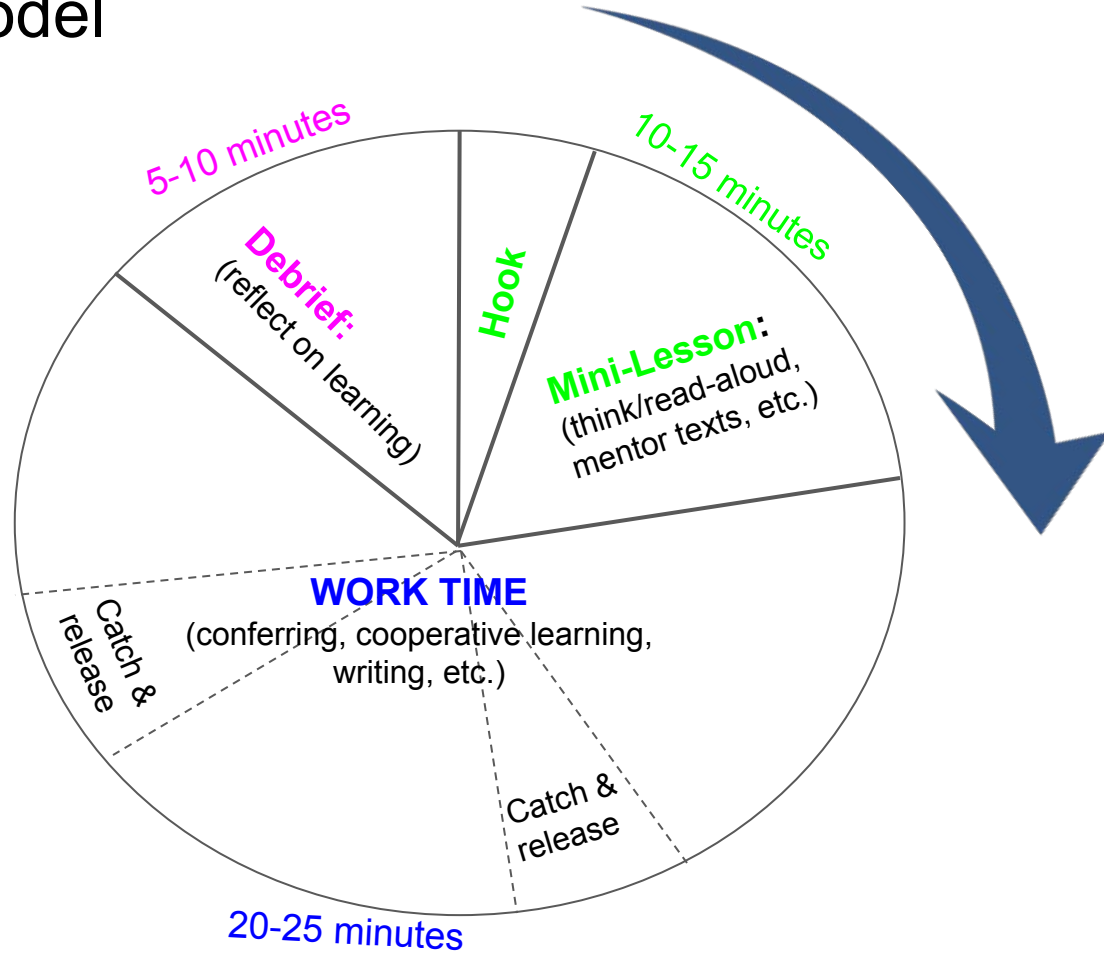 odel
5-10 minutes
10-15 minutes
Hook
Mini-Lesson:
(think/read-aloud,
mentor texts, etc.)
Debrief:
(reflect on learning)
WORK TIME
(conferring, cooperative learning,
writing, etc.)
Catch &
release
Catch &
release
20-25 minutes